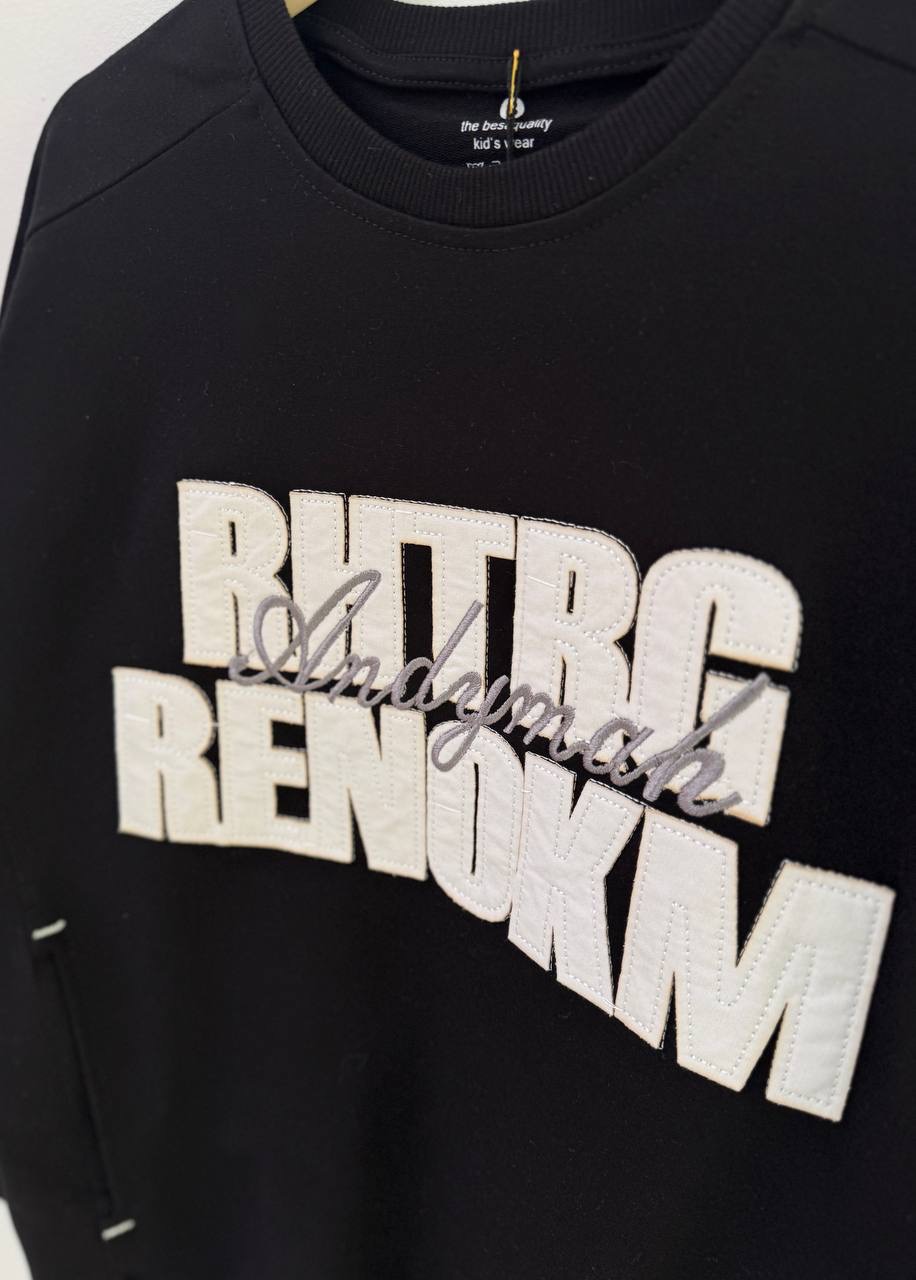 the best quality
kid's wear
RHTRG
Andymah
RENOKM